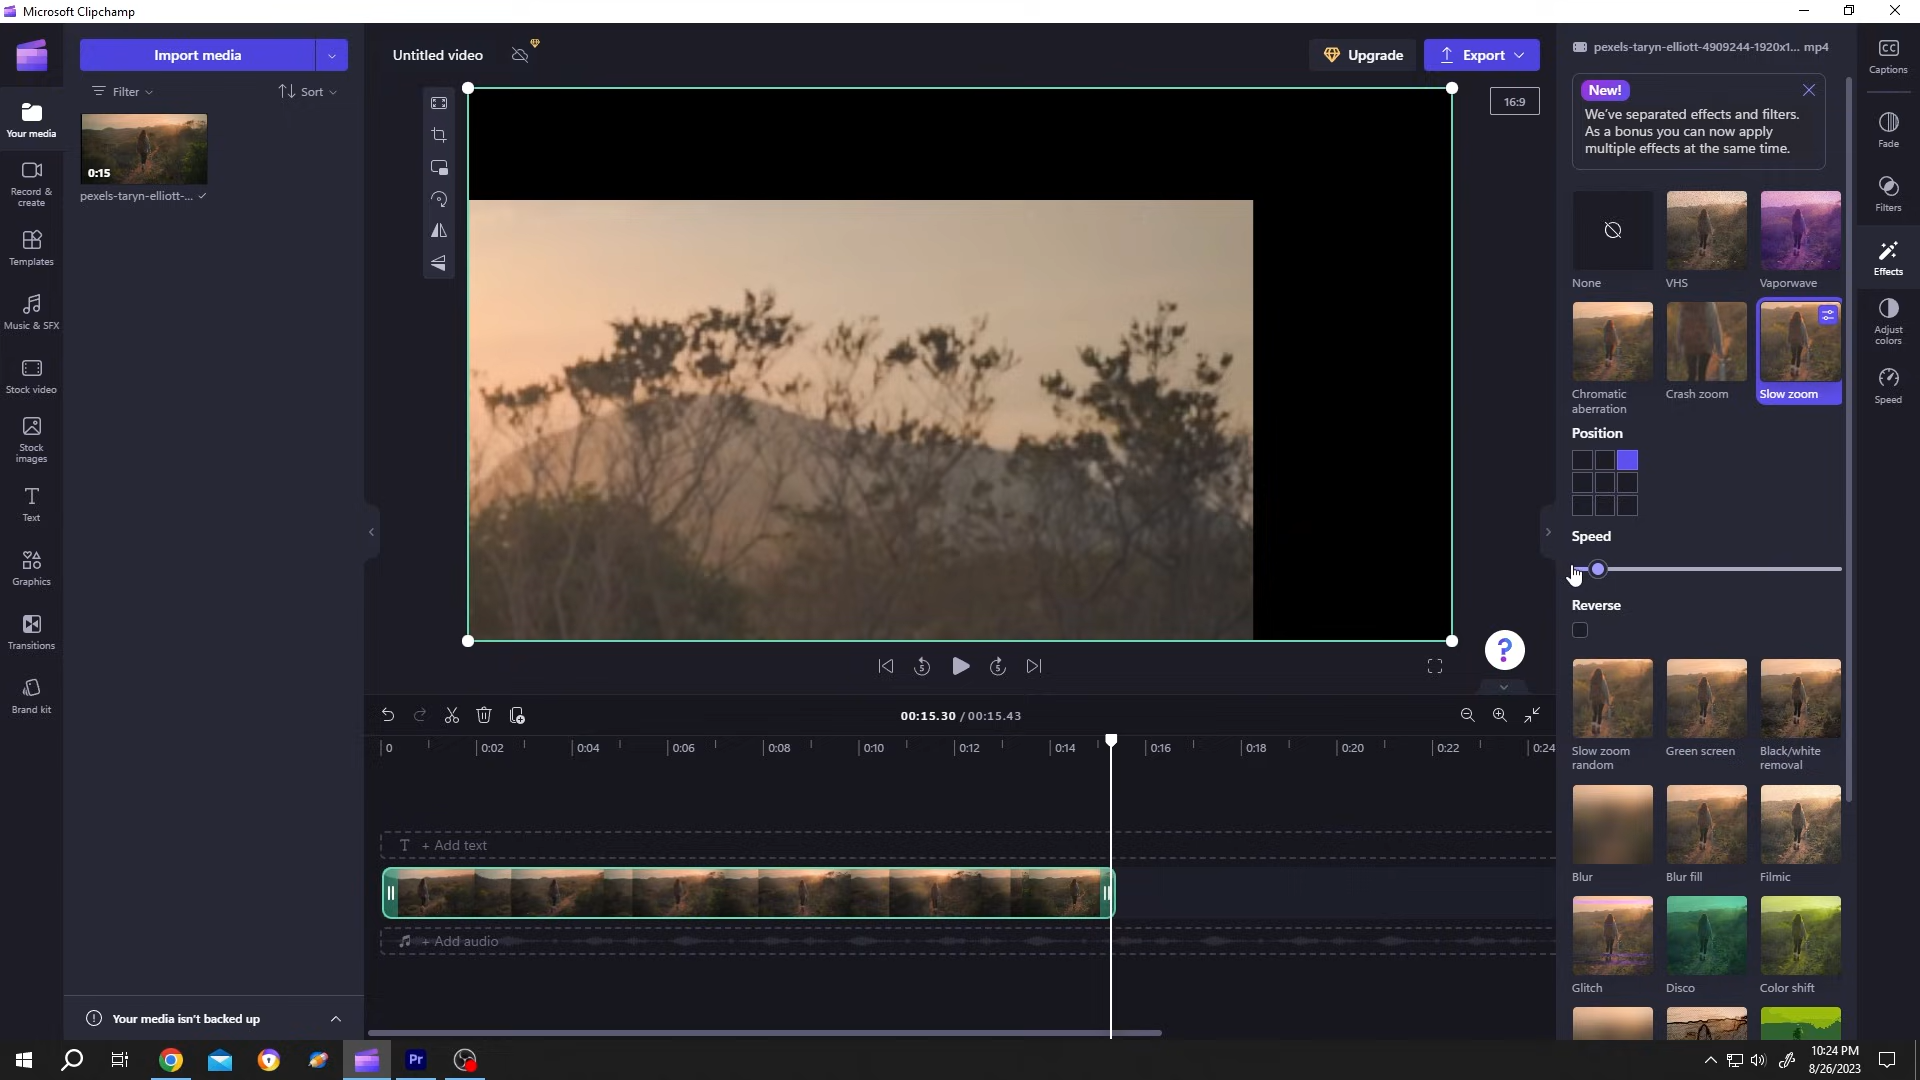 Microsoft Clipchamp
Import media
Filter
Sort
0:15
pexels-taryn-elliott-...
Your media
Record &
create
Templates
Music & SFX
Stock video
Stock
images
Text
Graphics
Transitions
Brand kit
Your media isn't backed up
Untitled video
Upgrade
Export
16:9
5
5
?
00:15.30 / 00:15.43
0
0:02
0:04
0:06
0:08
0:10
0:12
0:14
0:16
0:18
0:20
0:22
0:24
T + Add text
+ Add audio
pexels-taryn-elliott-4909244-1920x1... mp4
New!
We've separated effects and filters.
As a bonus you can now apply
multiple effects at the same time.
None
VHS
Vaporwave
Chromatic
aberration
Crash zoom
Slow zoom
Position
Speed
Reverse
Slow zoom
random
Green screen
Black/white
removal
Blur
Blur fill
Filmic
Glitch
Disco
Color shift
CC
Captions
Fade
Filters
Effects
Adjust
colors
Speed
Pr
10:24 PM
8/26/2023